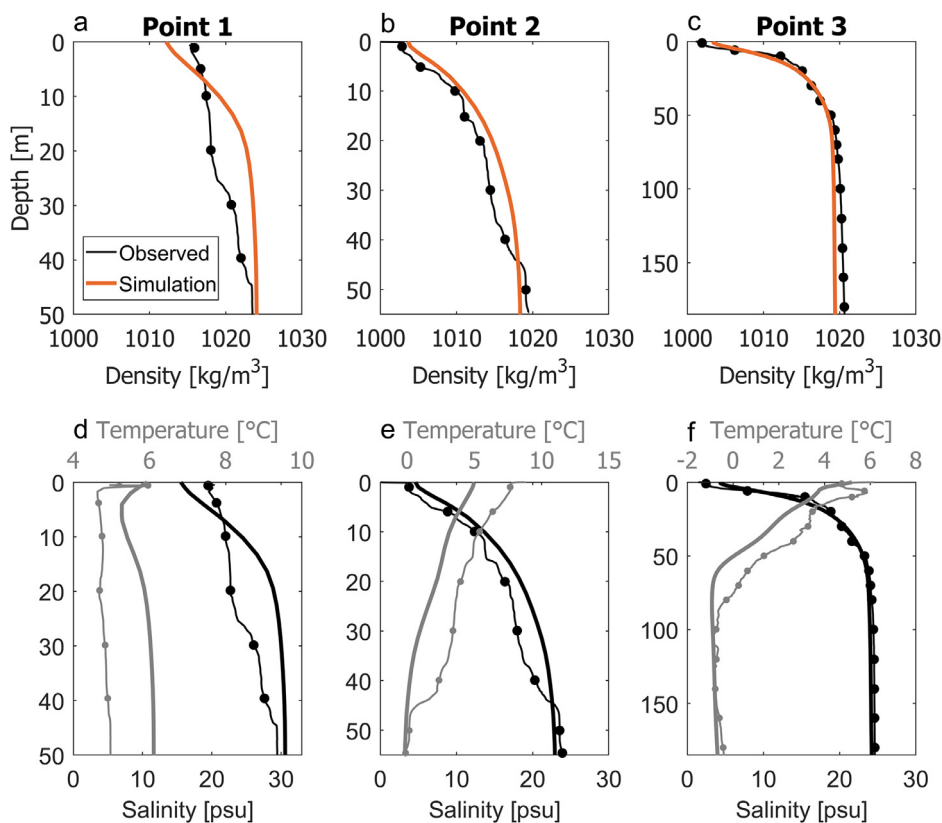 a Point 1
b Point 2
c Point 3
0
10
20
30
40
50
Depth [m]
Observed
Simulation
1000 1010 1020 1030
Density [kg/m³]
0
10
20
30
40
50
1000 1010 1020 1030
Density [kg/m³]
0
50
100
150
1000 1010 1020 1030
Density [kg/m³]
d Temperature [°C]
4 6 8 10
0
10
20
30
40
50
0 10 20 30
Salinity [psu]
e Temperature [°C]
0 5 10 15
0
10
20
30
40
50
0 10 20 30
Salinity [psu]
f Temperature [°C]
-2 0 2 4 6 8
0
50
100
150
0 10 20 30
Salinity [psu]